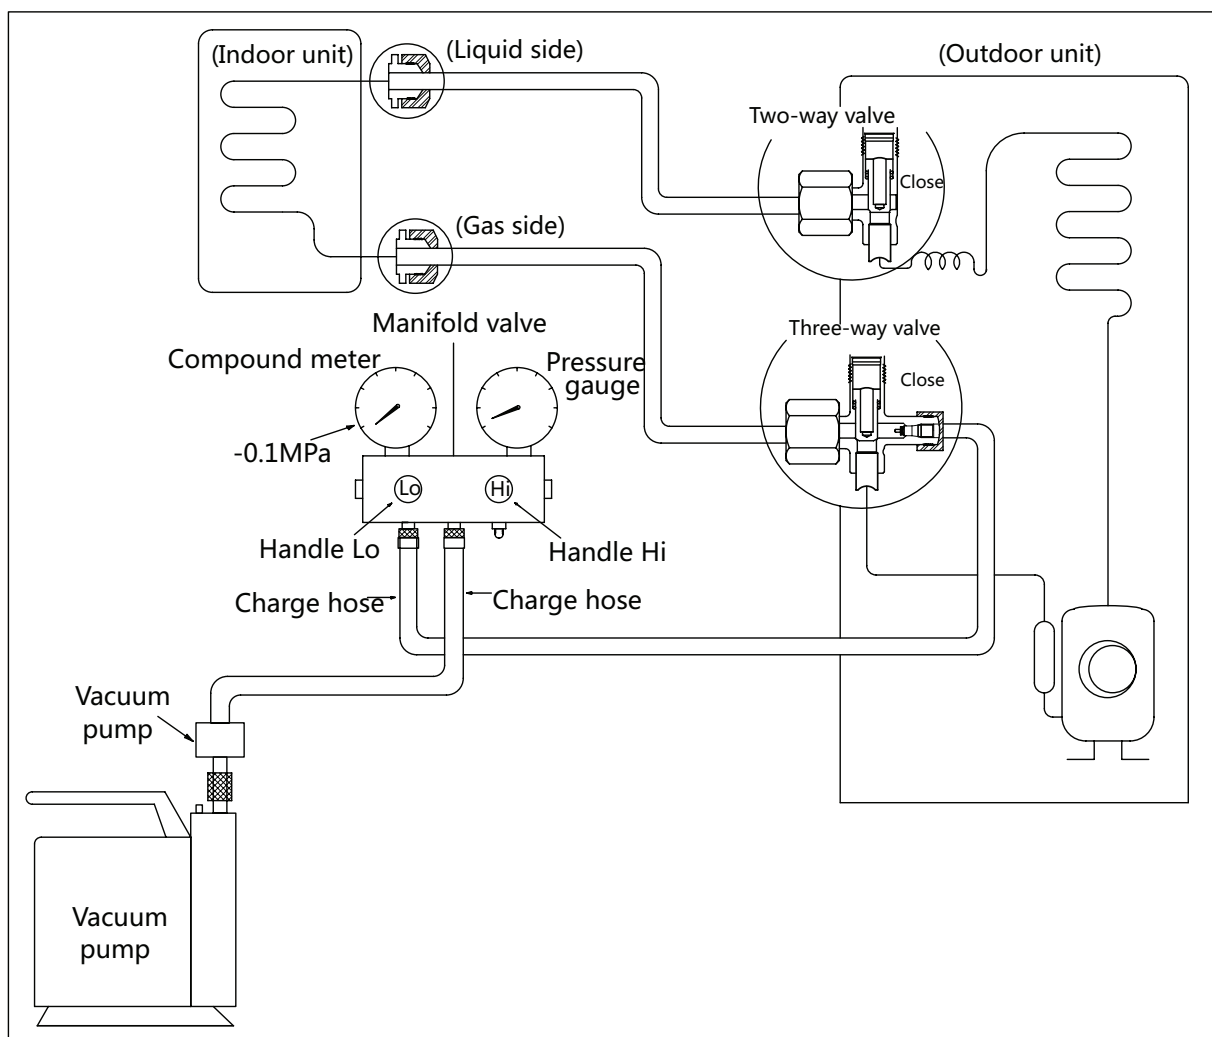 (Indoor unit)
(Liquid side)
(Outdoor unit)
Two-way valve
Close
(Gas side)
Manifold valve
Three-way valve
Compound meter
Pressure
gauge
Close
-0.1MPa
Lo
Hi
Handle Lo
Handle Hi
Charge hose
Charge hose
Vacuum
pump
Vacuum
pump